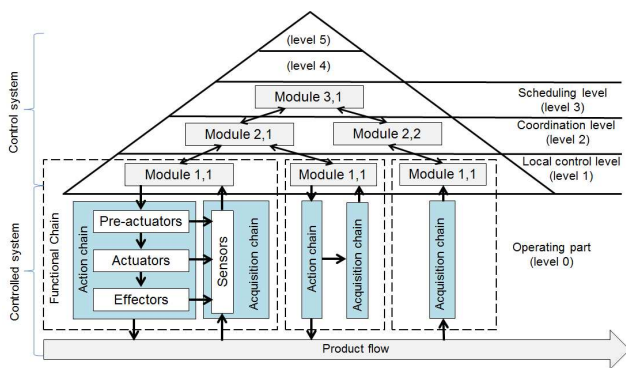 (level 5)
(level 4)
Scheduling level
(level 3)
Module 3,1
Coordination level
(level 2)
Module 2,1
Module 2,2
Local control level
(level 1)
Module 1,1
Module 1,1
Module 1,1
Control system
Controlled system
Functional Chain
Action chain
Pre-actuators
Actuators
Effectors
Sensors
Acquisition chain
Action chain
Acquisition chain
Acquisition chain
Operating part
(level 0)
Product flow